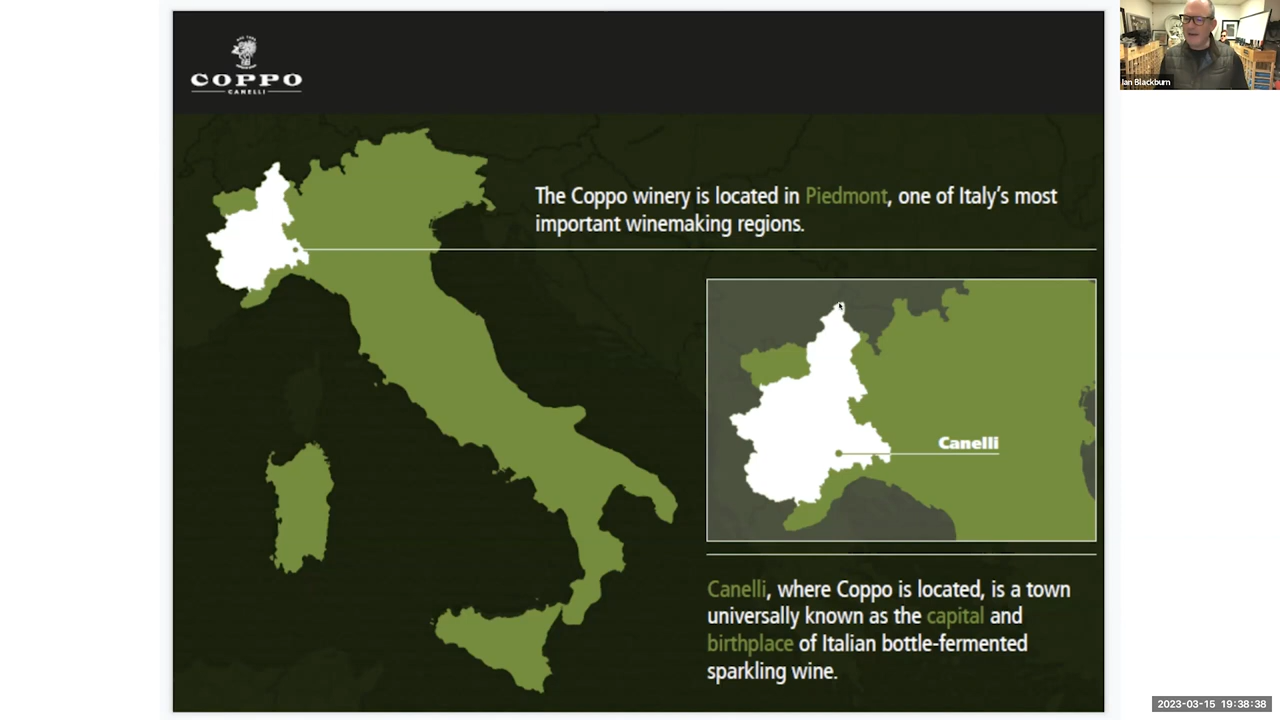 COPPO
CANELLI
Ian Blackburn
The Coppo winery is located in Piedmont, one of Italy's most
important winemaking regions.
Canelli
Canelli, where Coppo is located, is a town
universally known as the capital and
birthplace of Italian bottle-fermented
sparkling wine.
2023-03-15 19:38:38